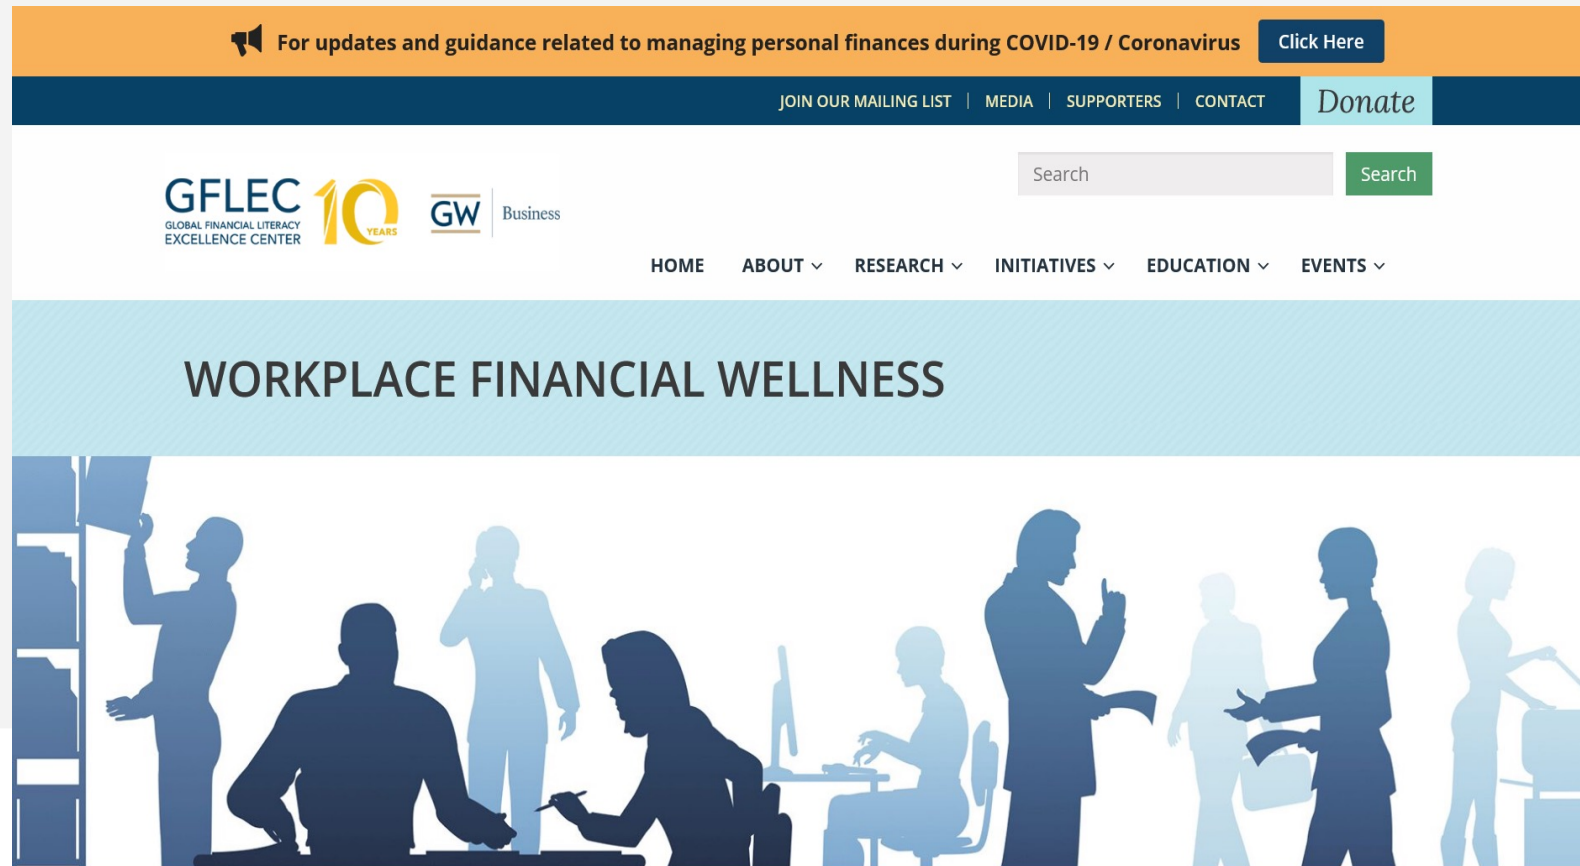 For updates and guidance related to managing personal finances during COVID-19 / Coronavirus Click Here
JOIN OUR MAILING LIST | MEDIA | SUPPORTERS | CONTACT Donate
Search Search
GFLEC 10 YEARS GW Business
GLOBAL FINANCIAL LITERACY
EXCELLENCE CENTER
HOME ABOUT RESEARCH INITIATIVES EDUCATION EVENTS
WORKPLACE FINANCIAL WELLNESS